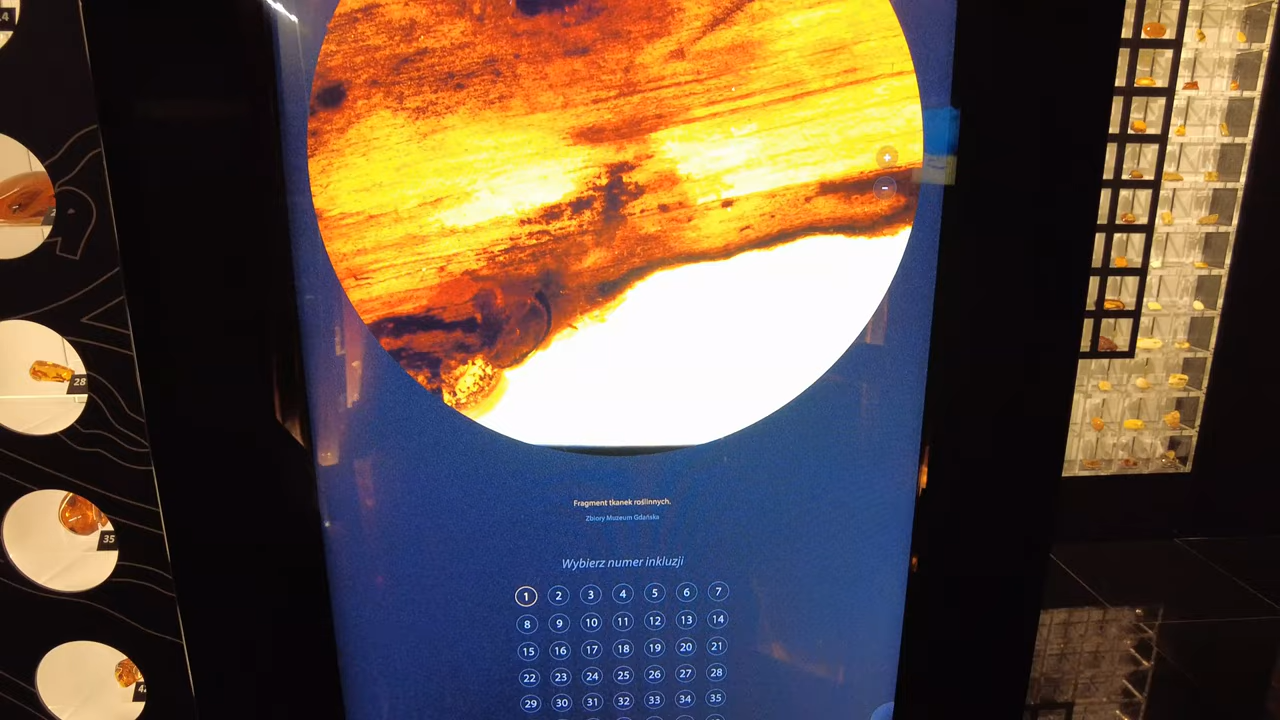 +
-
28
35
Fragment tkanek roślinnych.
Zbiory Muzeum Gdańska
Wybierz numer inkluzji
1 2 3 4 5 6 7
8 9 10 11 12 13 14
15 16 17 18 19 20 21
22 23 24 25 26 27 28
29 30 31 32 33 34 35